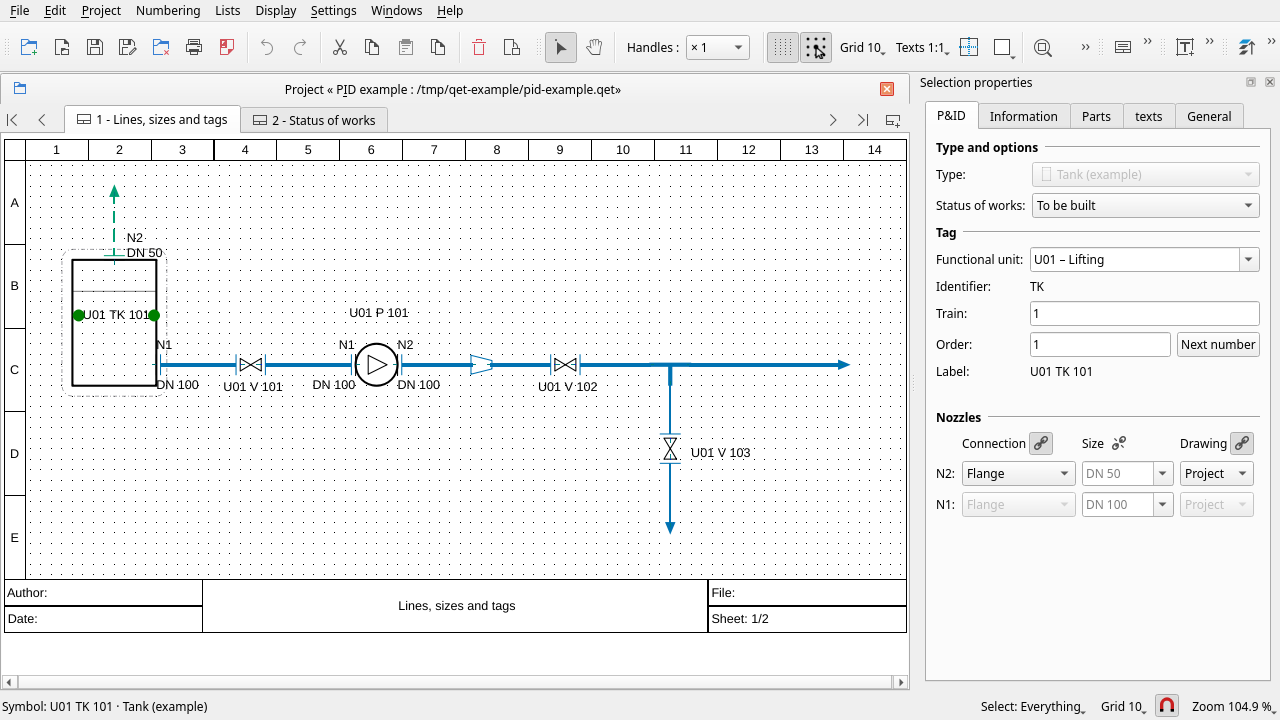 File Edit Project Numbering Lists Display Settings Windows Help
Handles : × 1 Grid 10 Texts 1:1
Project « PID example : /tmp/qet-example/pid-example.qet»
1 - Lines, sizes and tags
2 - Status of works
1 2 3 4 5 6 7 8 9 10 11 12 13 14
A
B
C
D
E
N2
DN 50
U01 TK 101
N1
DN 100
U01 V 101
U01 P 101
N1
N2
DN 100
DN 100
U01 V 102
U01 V 103
Author:
Date:
Lines, sizes and tags
File:
Sheet: 1/2
Selection properties
P&ID Information Parts texts General
Type and options
Type: Tank (example)
Status of works: To be built
Tag
Functional unit: U01 – Lifting
Identifier: TK
Train: 1
Order: 1 Next number
Label: U01 TK 101
Nozzles
Connection Size Drawing
N2: Flange DN 50 Project
N1: Flange DN 100 Project
Symbol: U01 TK 101 · Tank (example)
Select: Everything Grid 10 Zoom 104.9 %